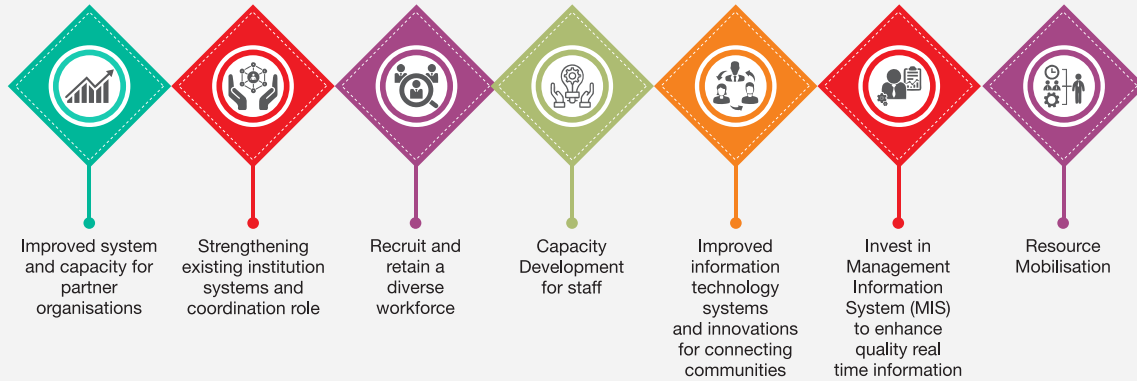 Improved system
and capacity for
partner
organisations
Strengthening
existing institution
systems and
coordination role
Recruit and
retain a
diverse
workforce
Capacity
Development
for staff
Improved
information
technology
systems
and innovations
for connecting
communities
Invest in
Management
Information
System (MIS)
to enhance
quality real
time information
Resource
Mobilisation